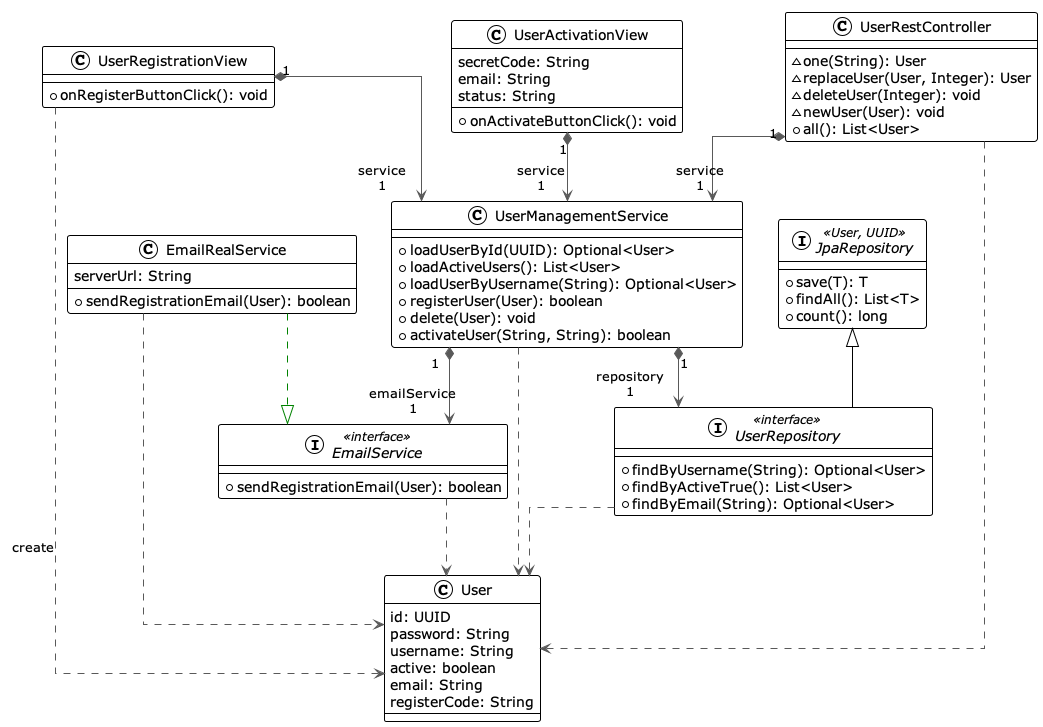 C UserRegistrationView
onRegisterButtonClick(): void
C UserActivationView
secretCode: String
email: String
status: String
onActivateButtonClick(): void
C UserRestController
one(String): User
replaceUser(User, Integer): User
deleteUser(Integer): void
newUser(User): void
all(): List<User>
1
1
1
service
1
service
1
service
1
C UserManagementService
loadUserById(UUID): Optional<User>
loadActiveUsers(): List<User>
loadUserByUsername(String): Optional<User>
registerUser(User): boolean
delete(User): void
activateUser(String, String): boolean
C EmailRealService
serverUrl: String
sendRegistrationEmail(User): boolean
«User, UUID»
I JpaRepository
save(T): T
findAll(): List<T>
count(): long
1
1
emailService
1
repository
1
«interface»
I EmailService
sendRegistrationEmail(User): boolean
«interface»
I UserRepository
findByUsername(String): Optional<User>
findByActiveTrue(): List<User>
findByEmail(String): Optional<User>
create
C User
id: UUID
password: String
username: String
active: boolean
email: String
registerCode: String